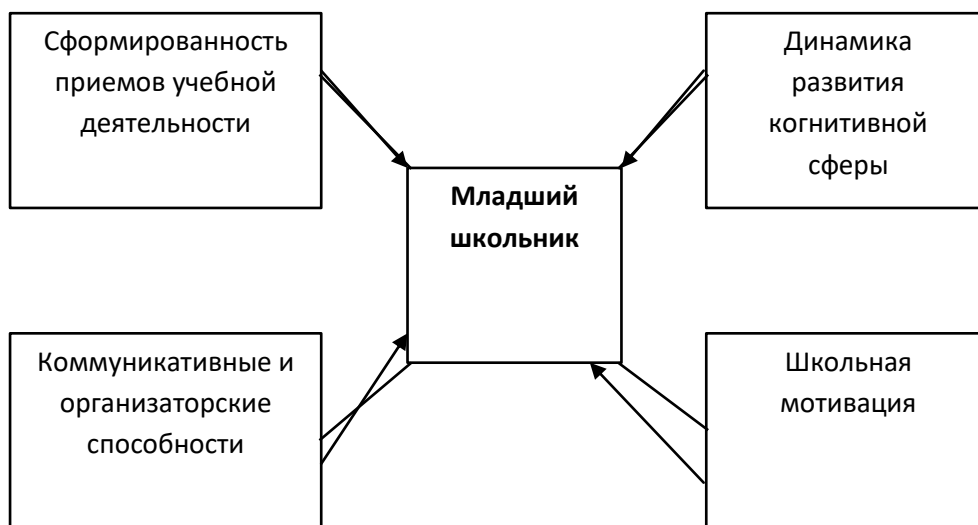 Сформированность
приемов учебной
деятельности
Динамика
развития
когнитивной
сферы
Младший
школьник
Коммуникативные и
организаторские
способности
Школьная
мотивация